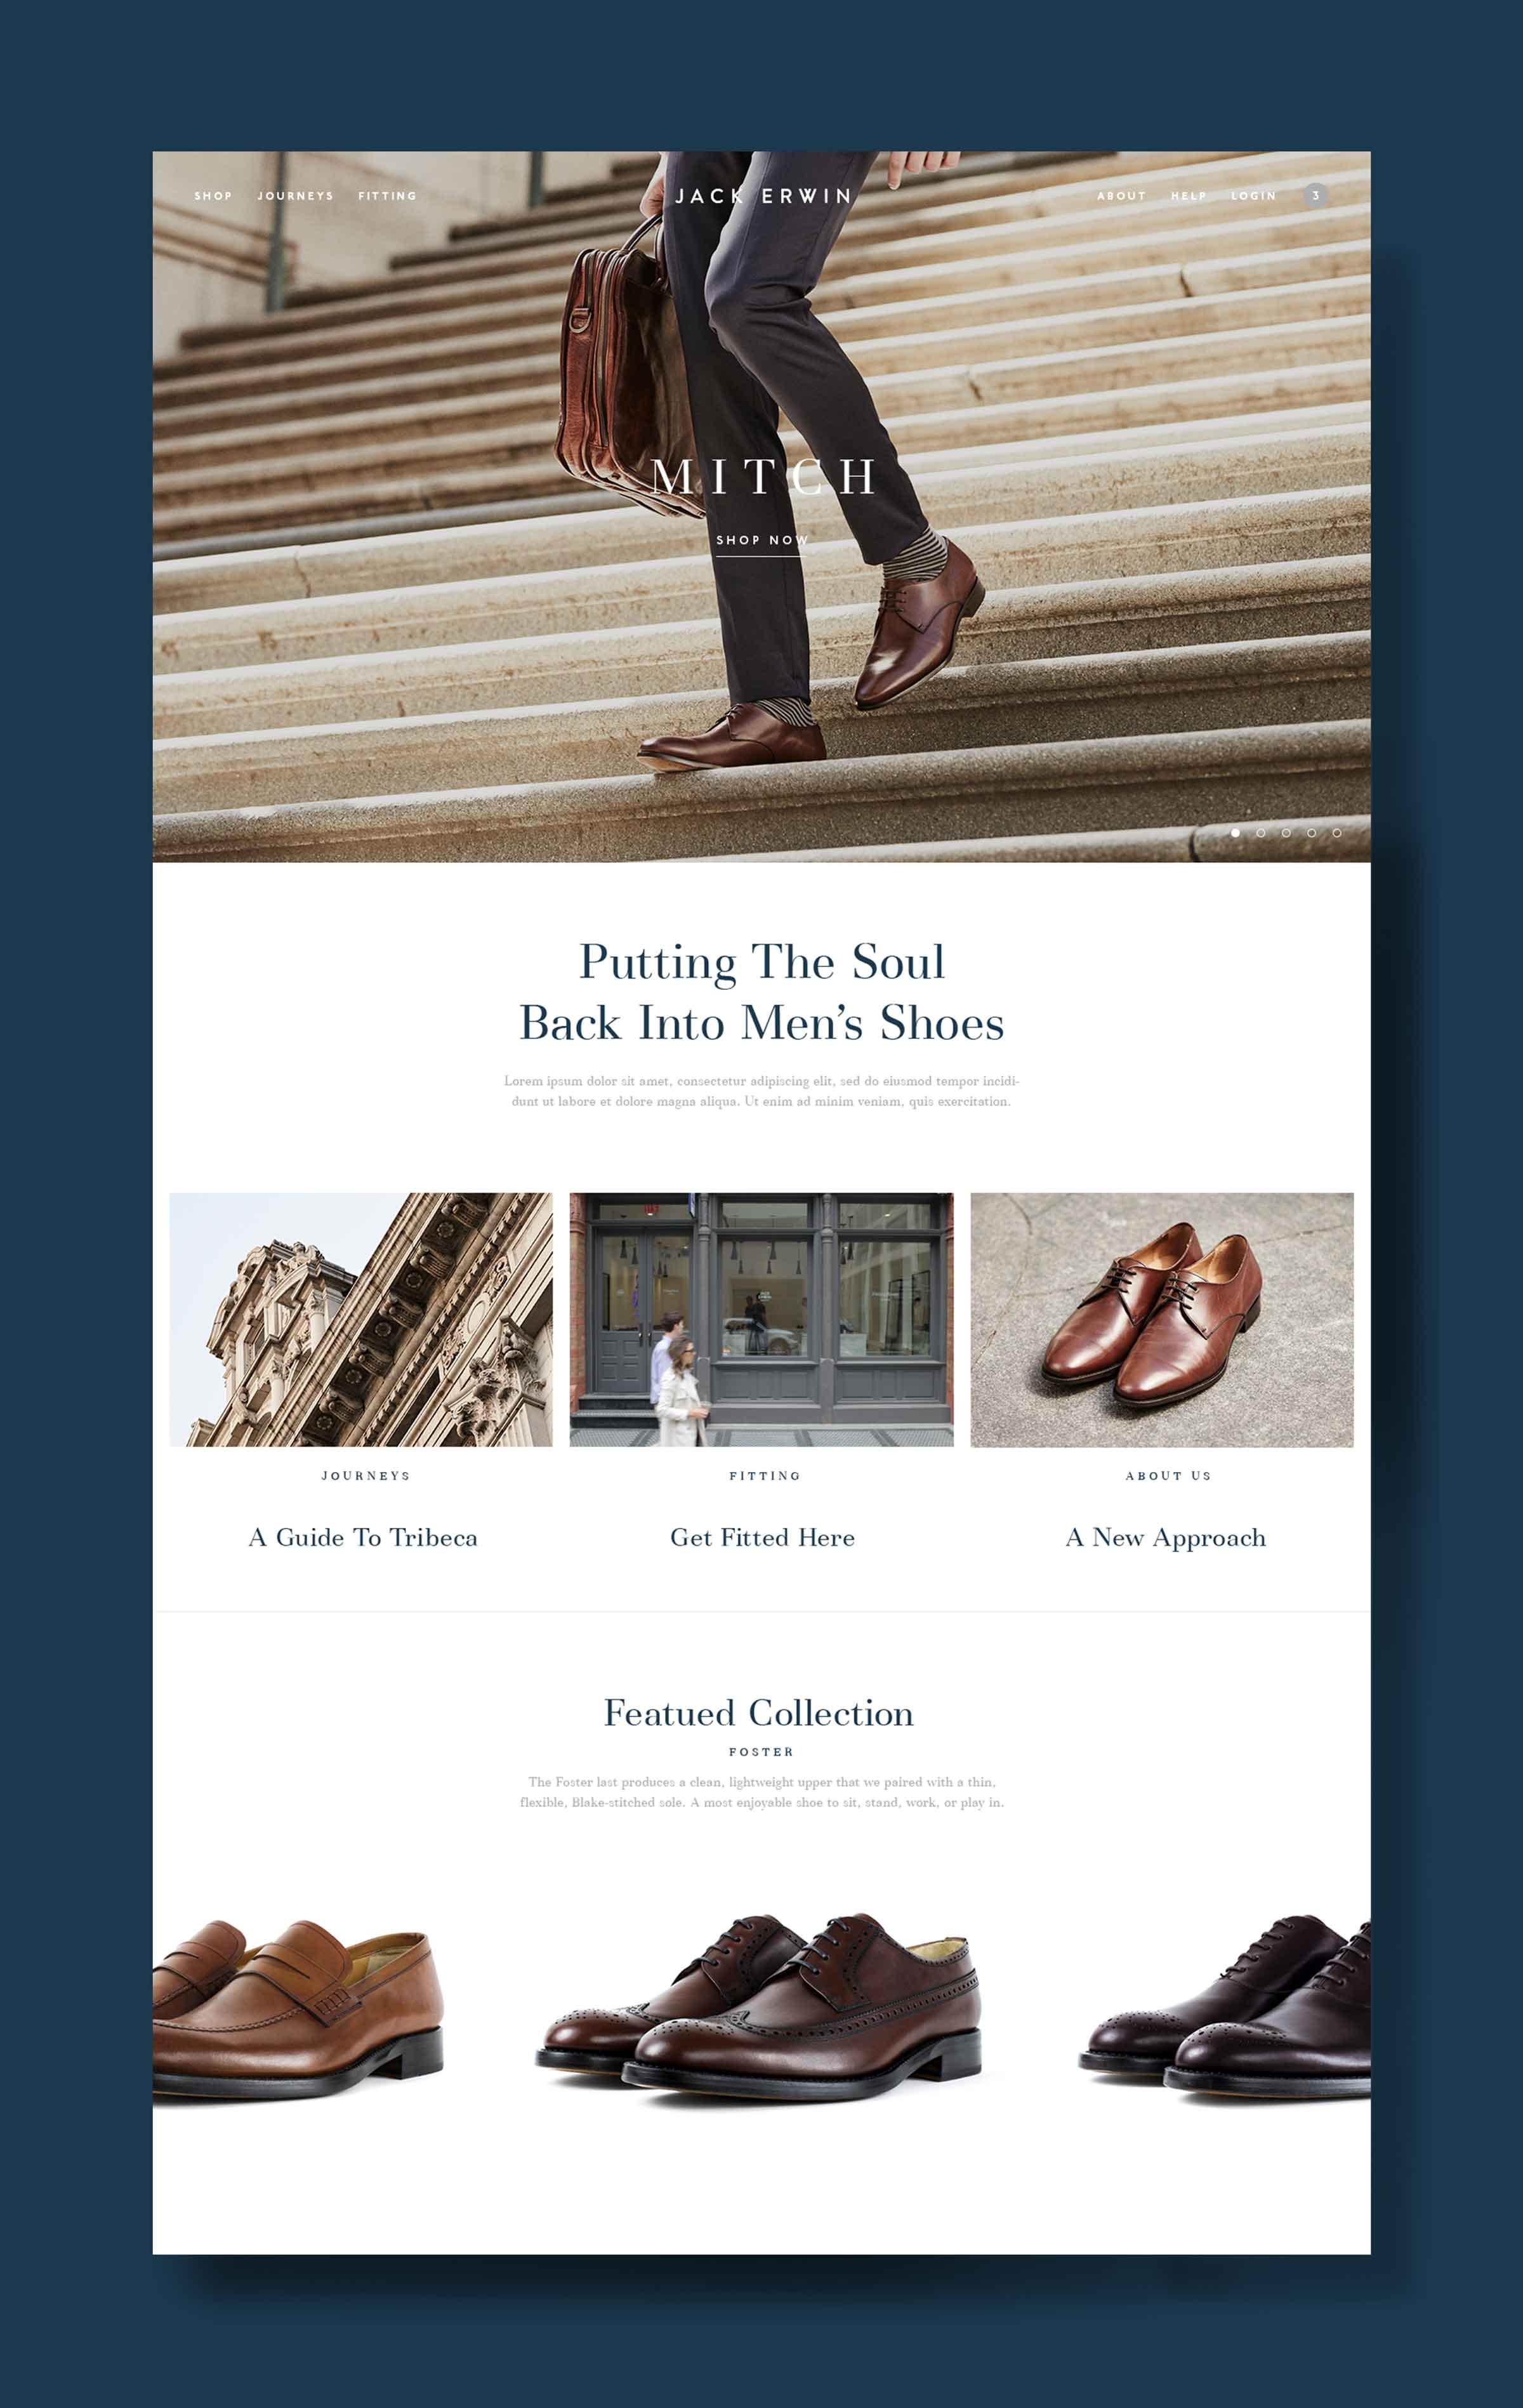 SHOP JOURNEYS FITTING JACK ERWIN ABOUT HELP LOGIN 3
MITCH
SHOP NOW
Putting The Soul
Back Into Men’s Shoes
Lorem ipsum dolor sit amet, consectetur adipiscing elit, sed do eiusmod tempor incidi-
dunt ut labore et dolore magna aliqua. Ut enim ad minim veniam, quis exercitation.
JOURNEYS
A Guide To Tribeca
FITTING
Get Fitted Here
ABOUT US
A New Approach
Featued Collection
FOSTER
The Foster last produces a clean, lightweight upper that we paired with a thin,
flexible, Blake-stitched sole. A most enjoyable shoe to sit, stand, work, or play in.